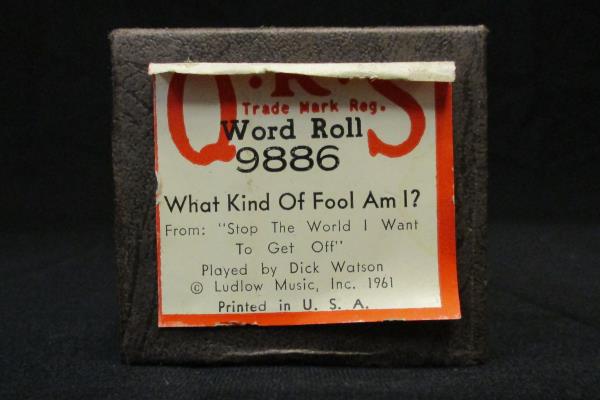 Q·R·S
Trade Mark Reg.
Word Roll
9886
What Kind Of Fool Am I?
From: "Stop The World I Want
To Get Off"
Played by Dick Watson
© Ludlow Music, Inc. 1961
Printed in U. S. A.